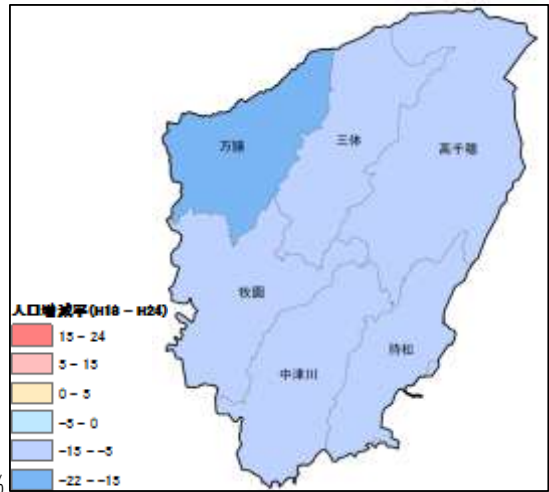 万膳
三体
高千穂
牧園
持松
中津川
人口増減率(H18 – H24)
15 – 24
5 – 15
0 – 5
-5 – 0
-15 – -5
-22 – -15